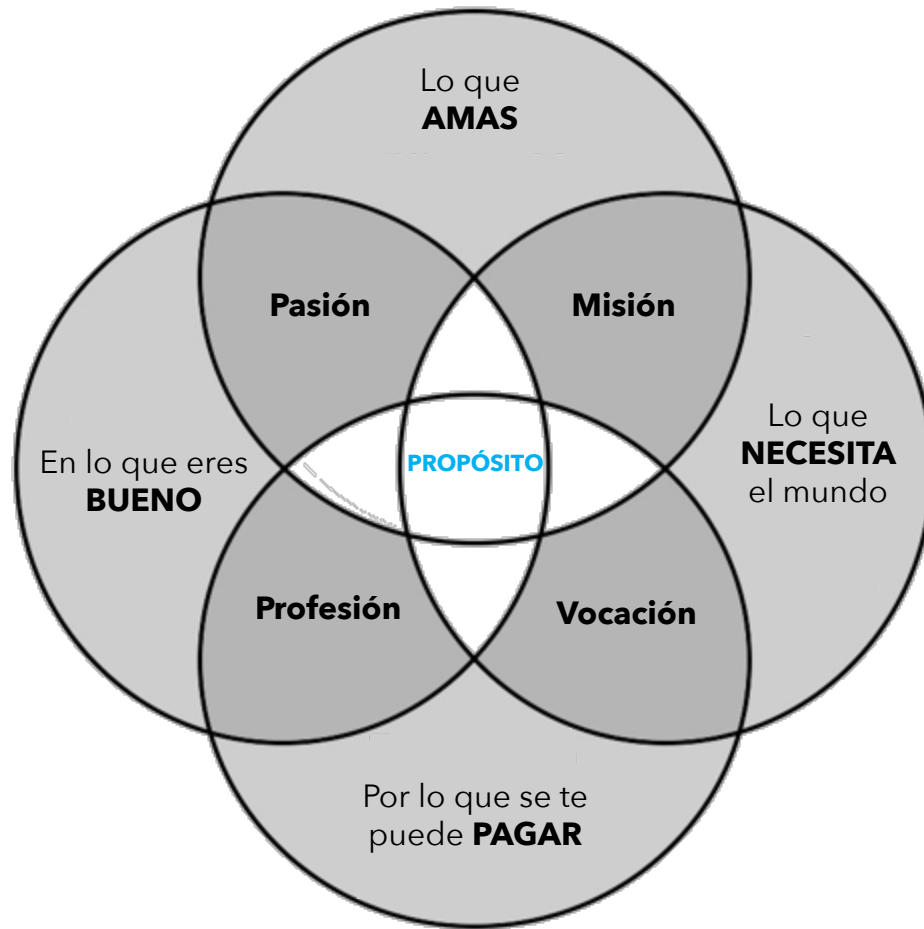 Lo que
AMAS
Pasión
Misión
En lo que eres
BUENO
PROPÓSITO
Lo que
NECESITA
el mundo
Profesión
Vocación
Por lo que se te
puede PAGAR